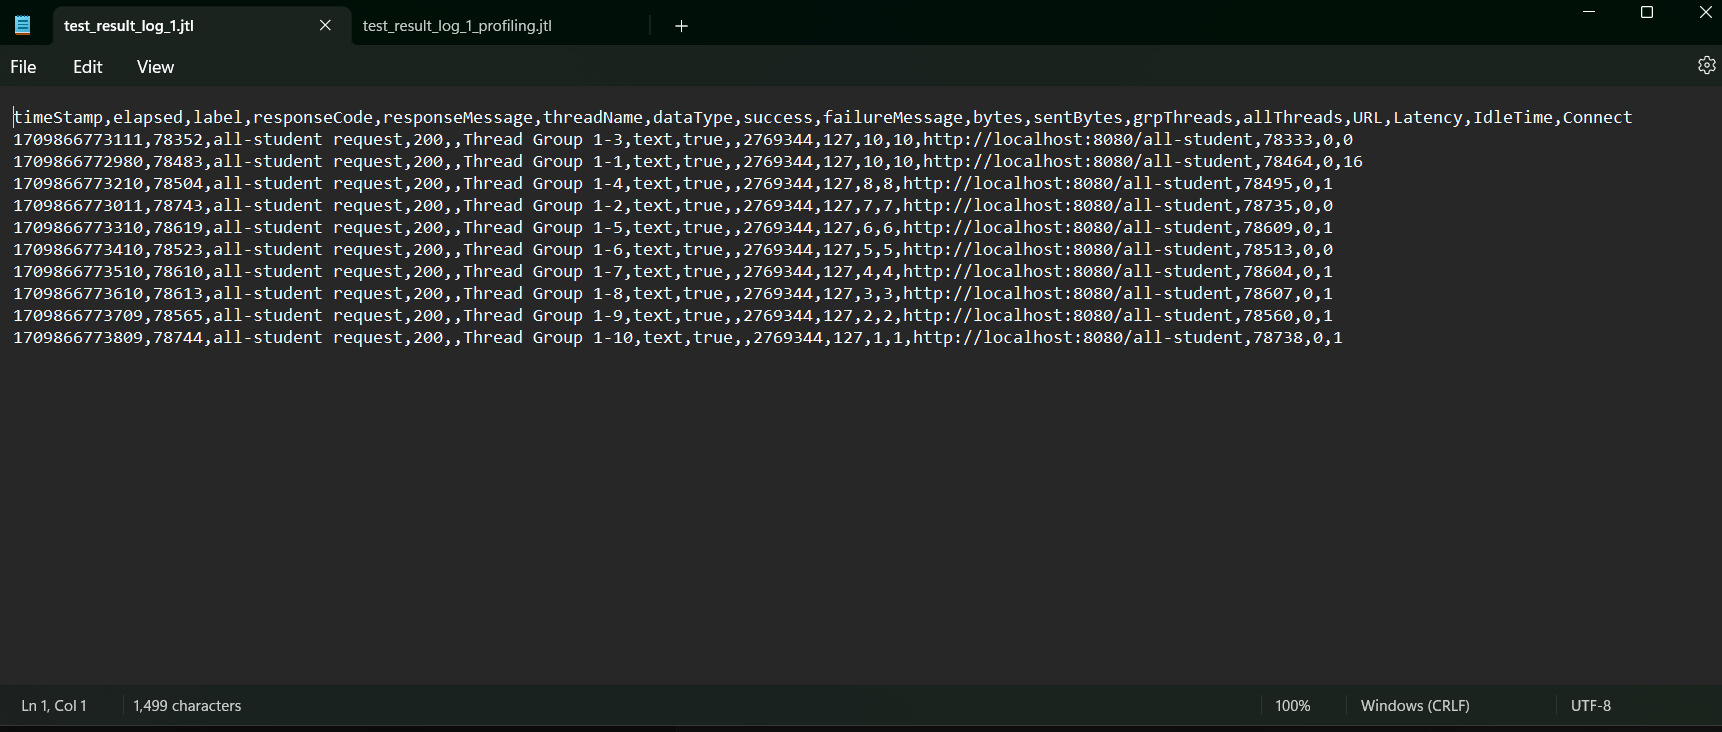 test_result_log_1.jtl
test_result_log_1_profiling.jtl
File Edit View
timeStamp,elapsed,label,responseCode,responseMessage,threadName,dataType,success,failureMessage,bytes,sentBytes,grpThreads,allThreads,URL,Latency,IdleTime,Connect
1709866773111,78352,all-student request,200,,Thread Group 1-3,text,true,,2769344,127,10,10,http://localhost:8080/all-student,78333,0,0
1709866772980,78483,all-student request,200,,Thread Group 1-1,text,true,,2769344,127,10,10,http://localhost:8080/all-student,78464,0,16
1709866773210,78504,all-student request,200,,Thread Group 1-4,text,true,,2769344,127,8,8,http://localhost:8080/all-student,78495,0,1
1709866773011,78743,all-student request,200,,Thread Group 1-2,text,true,,2769344,127,7,7,http://localhost:8080/all-student,78735,0,0
1709866773310,78619,all-student request,200,,Thread Group 1-5,text,true,,2769344,127,6,6,http://localhost:8080/all-student,78609,0,1
1709866773410,78523,all-student request,200,,Thread Group 1-6,text,true,,2769344,127,5,5,http://localhost:8080/all-student,78513,0,0
1709866773510,78610,all-student request,200,,Thread Group 1-7,text,true,,2769344,127,4,4,http://localhost:8080/all-student,78604,0,1
1709866773610,78613,all-student request,200,,Thread Group 1-8,text,true,,2769344,127,3,3,http://localhost:8080/all-student,78607,0,1
1709866773709,78565,all-student request,200,,Thread Group 1-9,text,true,,2769344,127,2,2,http://localhost:8080/all-student,78560,0,1
1709866773809,78744,all-student request,200,,Thread Group 1-10,text,true,,2769344,127,1,1,http://localhost:8080/all-student,78738,0,1
Ln 1, Col 1
1,499 characters
100%
Windows (CRLF)
UTF-8